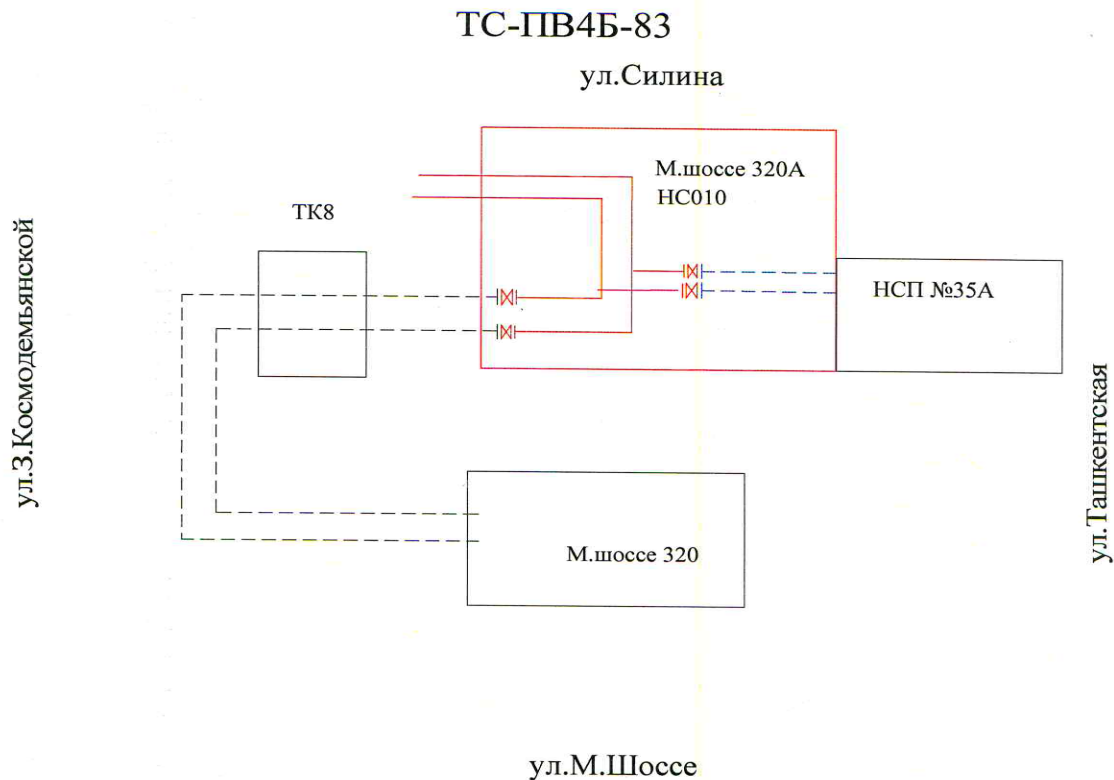 ТС-ПВ4Б-83
ул.Силина
М.шоссе 320А
НС010
ТК8
НСП №35А
ул.З.Космодемьянской
ул.Ташкентская
М.шоссе 320
ул.М.Шоссе